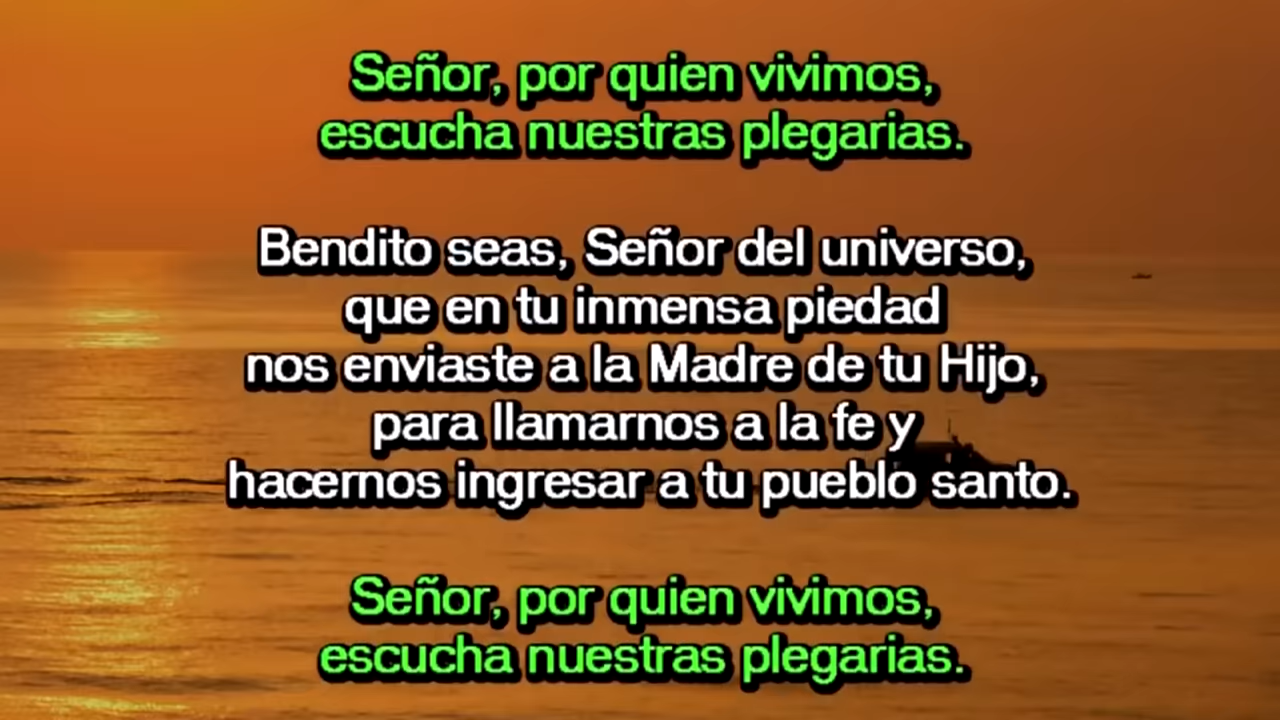 Señor, por quien vivimos,
escucha nuestras plegarias.
Bendito seas, Señor del universo,
que en tu inmensa piedad
nos enviaste a la Madre de tu Hijo,
para llamarnos a la fe y
hacernos ingresar a tu pueblo santo.
Señor, por quien vivimos,
escucha nuestras plegarias.